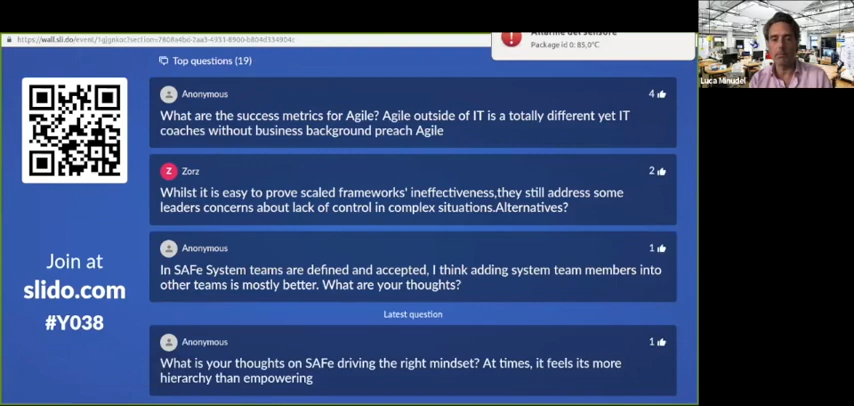 Top questions (19)
Package id 0: 85,0°C
Luca Minudel
Anonymous
4
What are the success metrics for Agile? Agile outside of IT is a totally different yet IT
coaches without business background preach Agile
Z
Zorz
2
Whilst it is easy to prove scaled frameworks' ineffectiveness,they still address some
leaders concerns about lack of control in complex situations.Alternatives?
Anonymous
1
In SAFe System teams are defined and accepted, I think adding system team members into
other teams is mostly better. What are your thoughts?
Latest question
Anonymous
1
What is your thoughts on SAFe driving the right mindset? At times, it feels its more
hierarchy than empowering
Join at
slido.com
#Y038